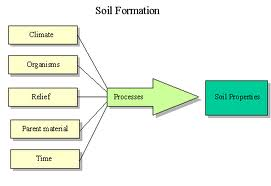 Soil Formation
Climate
Organisms
Relief
Processes
Soil Properties
Parent material
Time